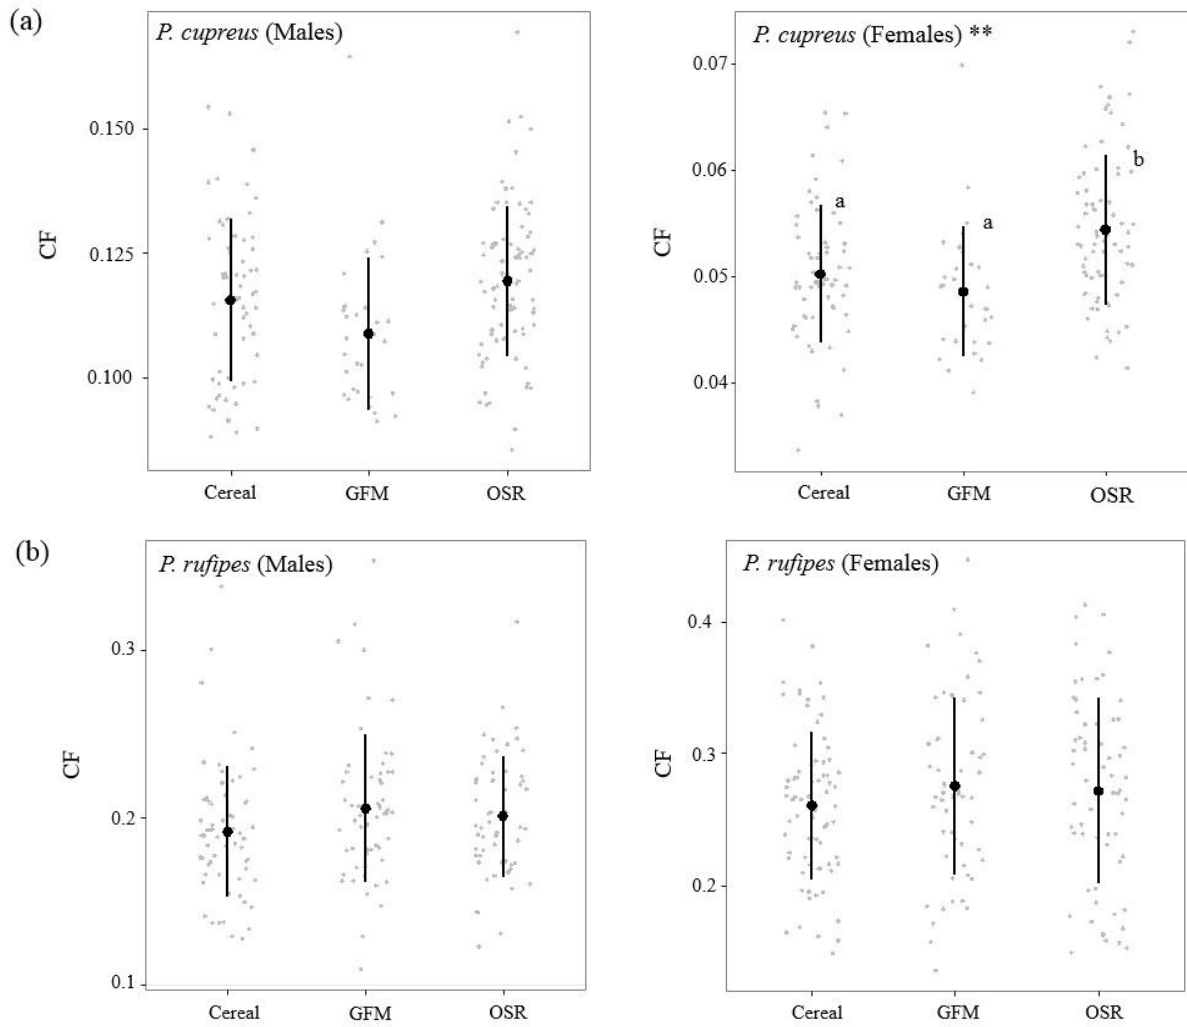 (a)
P. cupreus (Males)
CF
0.150
0.125
0.100
Cereal GFM OSR
P. cupreus (Females) **
CF
0.07
0.06
0.05
0.04
a
a
b
Cereal GFM OSR
(b)
P. rufipes (Males)
CF
0.3
0.2
0.1
Cereal GFM OSR
P. rufipes (Females)
CF
0.4
0.3
0.2
Cereal GFM OSR